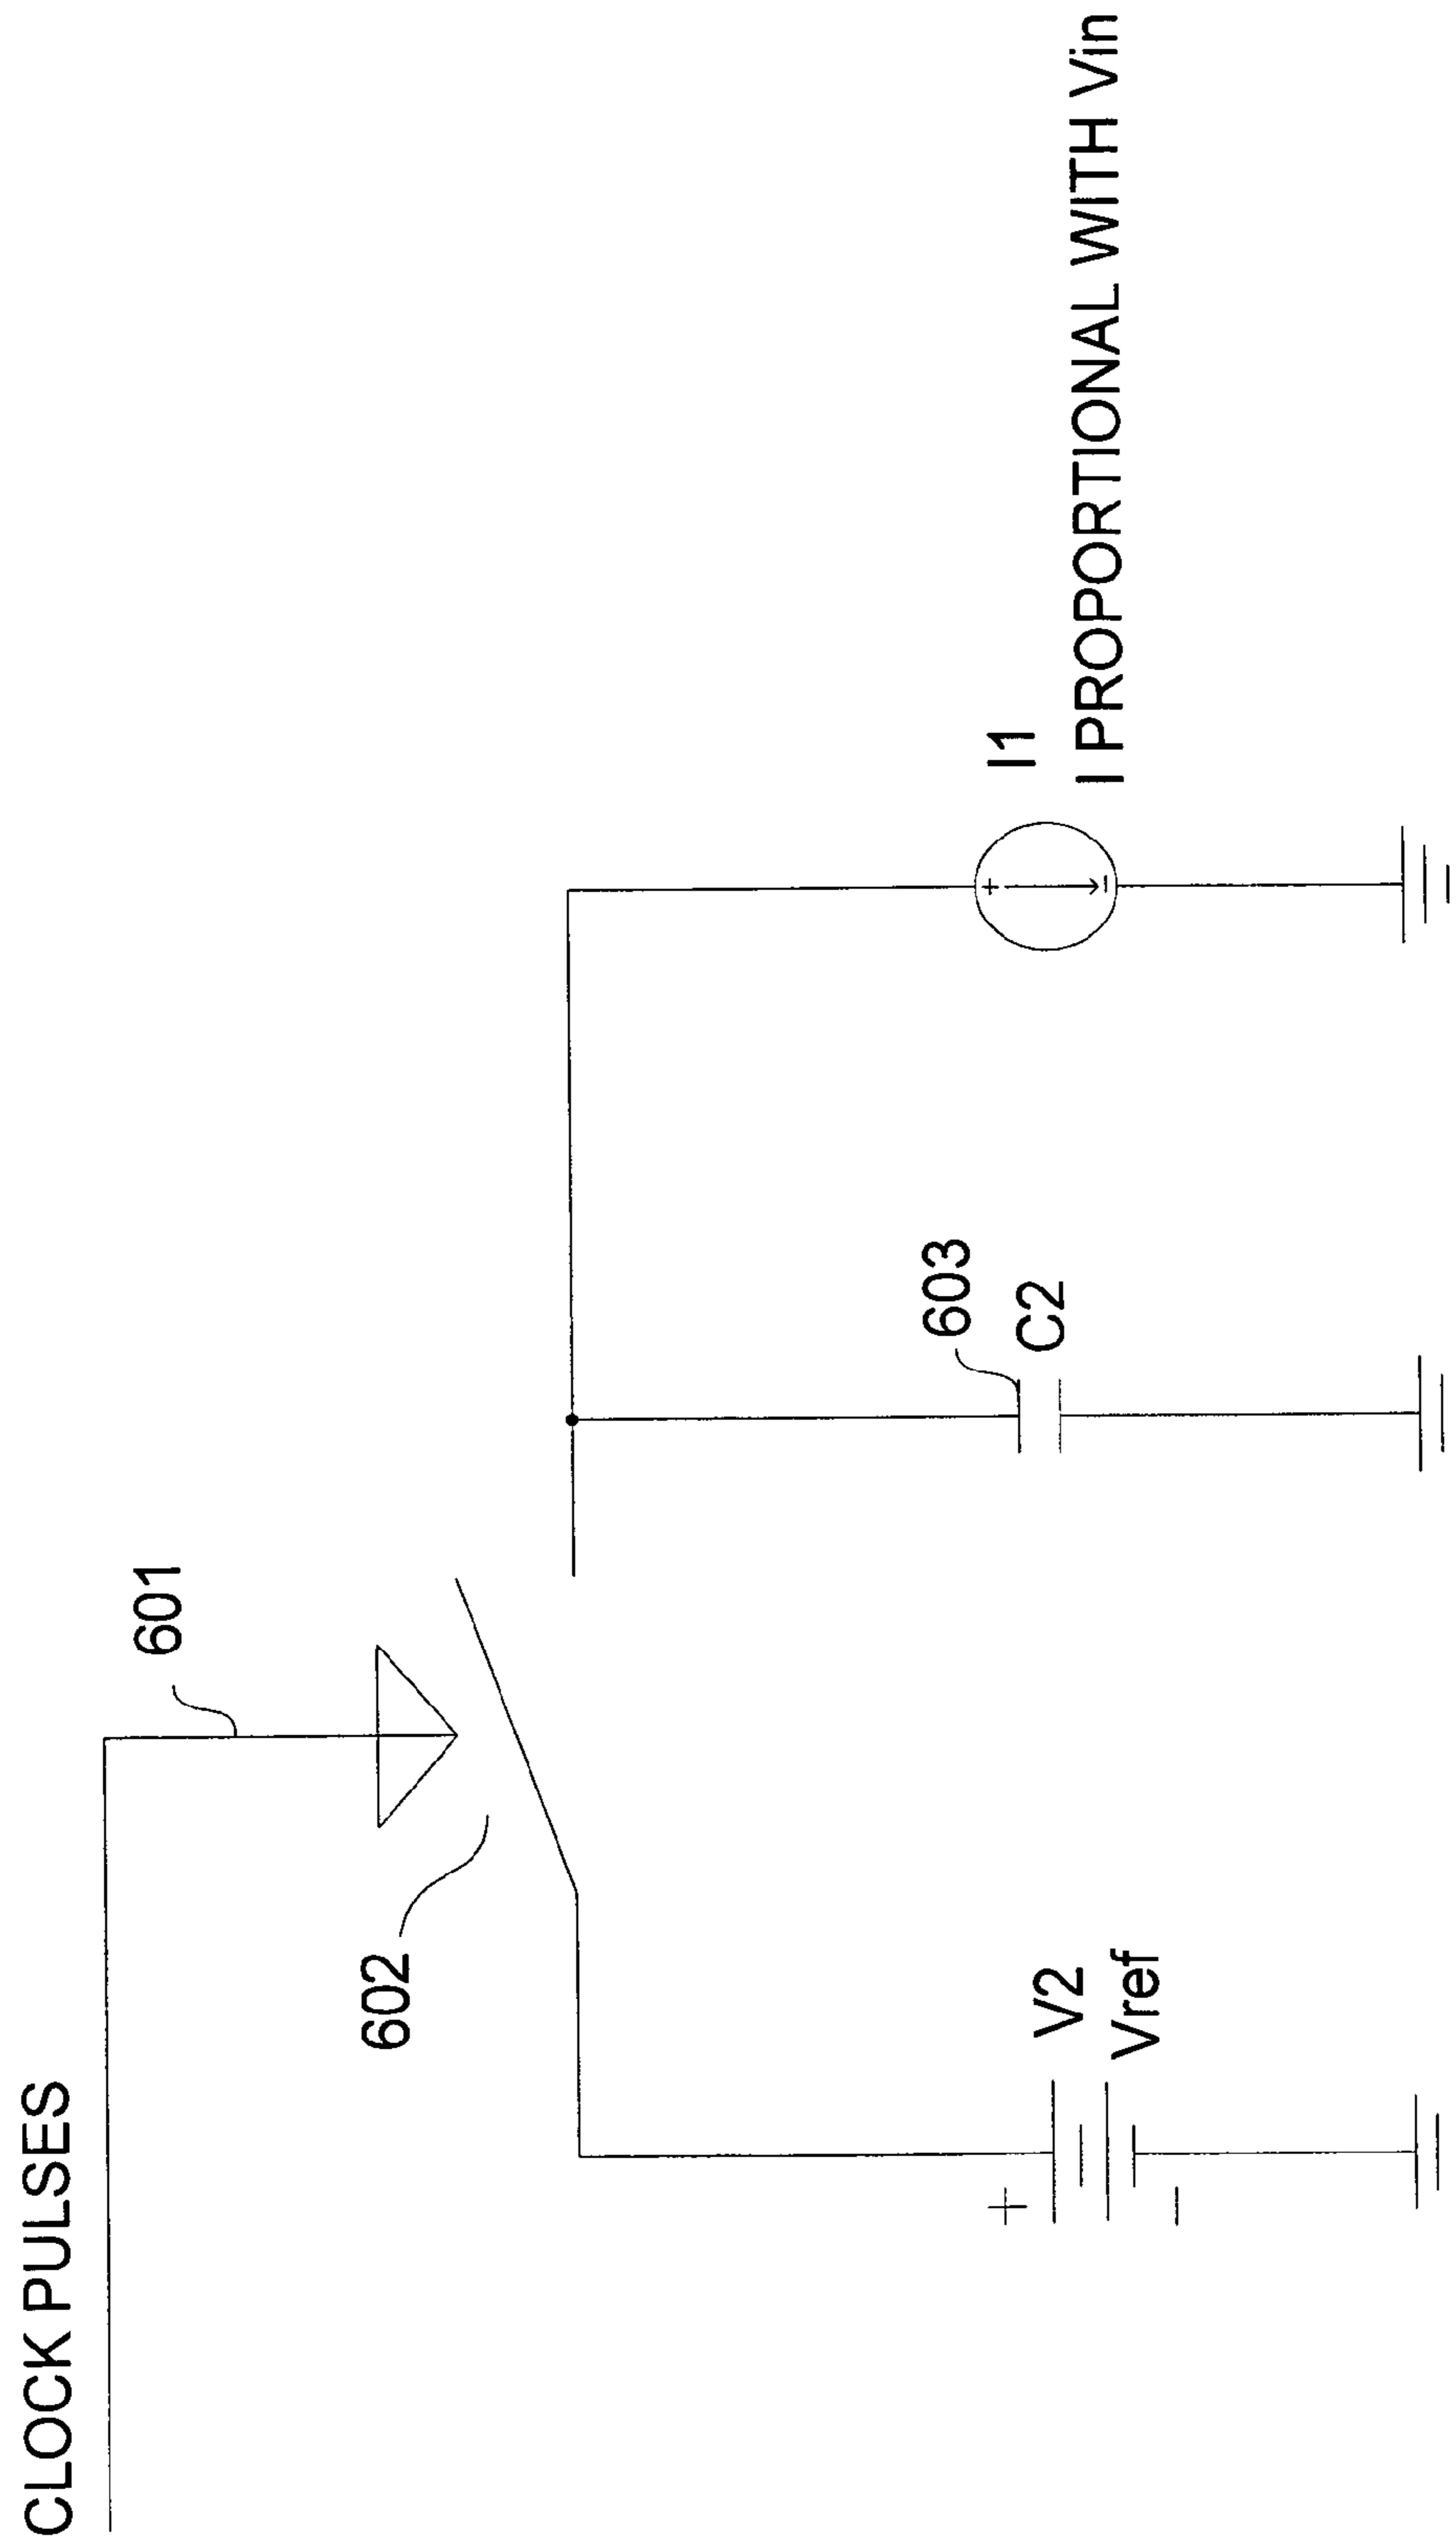 CLOCK PULSES
601
602
603
C2
I1
I PROPORTIONAL WITH Vin
+
-
+
V2
Vref
-